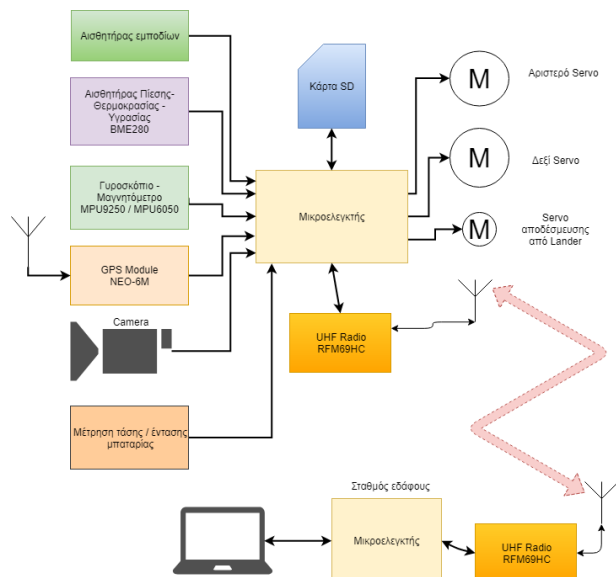 Αισθητήρας εμποδίων
Αισθητήρας Πίεσης-
Θερμοκρασίας -
Υγρασίας
BME280
Γυροσκόπιο -
Μαγνητόμετρο
MPU9250 / MPU6050
GPS Module
NEO-6M
Camera
Μέτρηση τάσης / έντασης
μπαταρίας
Κάρτα SD
Μικροελεγκτής
M
Αριστερό Servo
M
Δεξί Servo
M
Servo
αποδέσμευσης
από Lander
UHF Radio
RFM69HC
Σταθμός εδάφους
Μικροελεγκτής
UHF Radio
RFM69HC